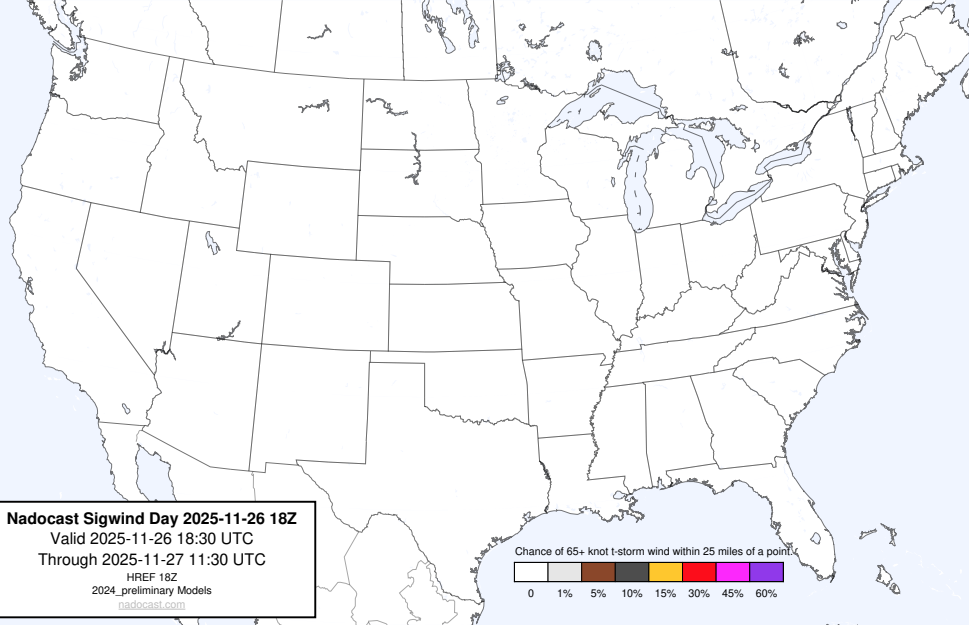 Nadocast Sigwind Day 2025-11-26 18Z
Valid 2025-11-26 18:30 UTC
Through 2025-11-27 11:30 UTC
HREF 18Z
2024_preliminary Models
nadocast.com
Chance of 65+ knot t-storm wind within 25 miles of a point.
0 1% 5% 10% 15% 30% 45% 60%